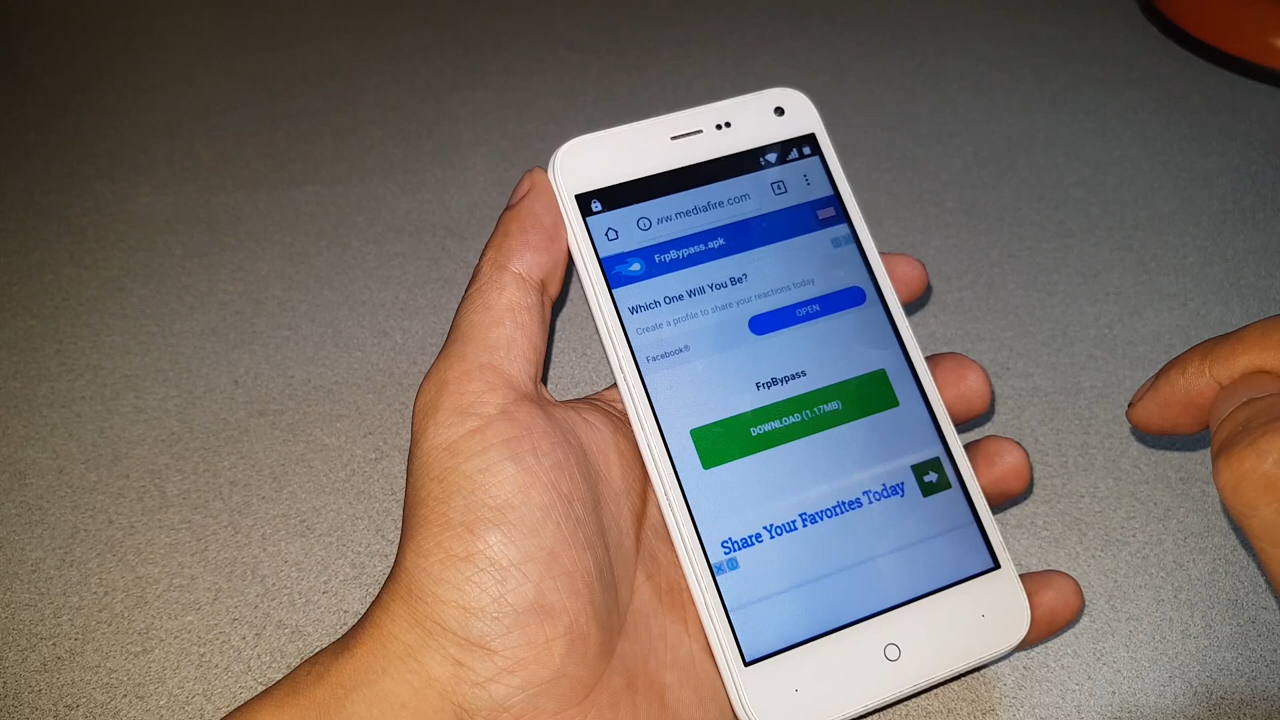 4
ww.mediafire.com
FrpBypass.apk
Which One Will You Be?
Create a profile to share your reactions today
OPEN
Facebook®
FrpBypass
DOWNLOAD (1.17MB)
Share Your Favorites Today